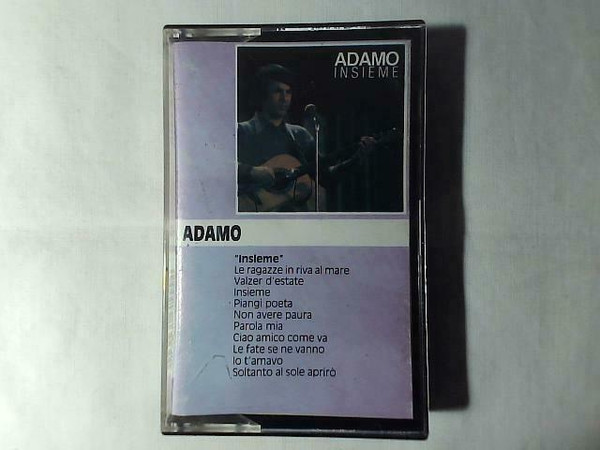 ADAMO
INSIEME
ADAMO
"Insieme"
Le ragazze in riva al mare
Valzer d'estate
Insieme
Piangi poeta
Non avere paura
Parola mia
Ciao amico come va
Le fate se ne vanno
Io t'amavo
Soltanto al sole aprirò